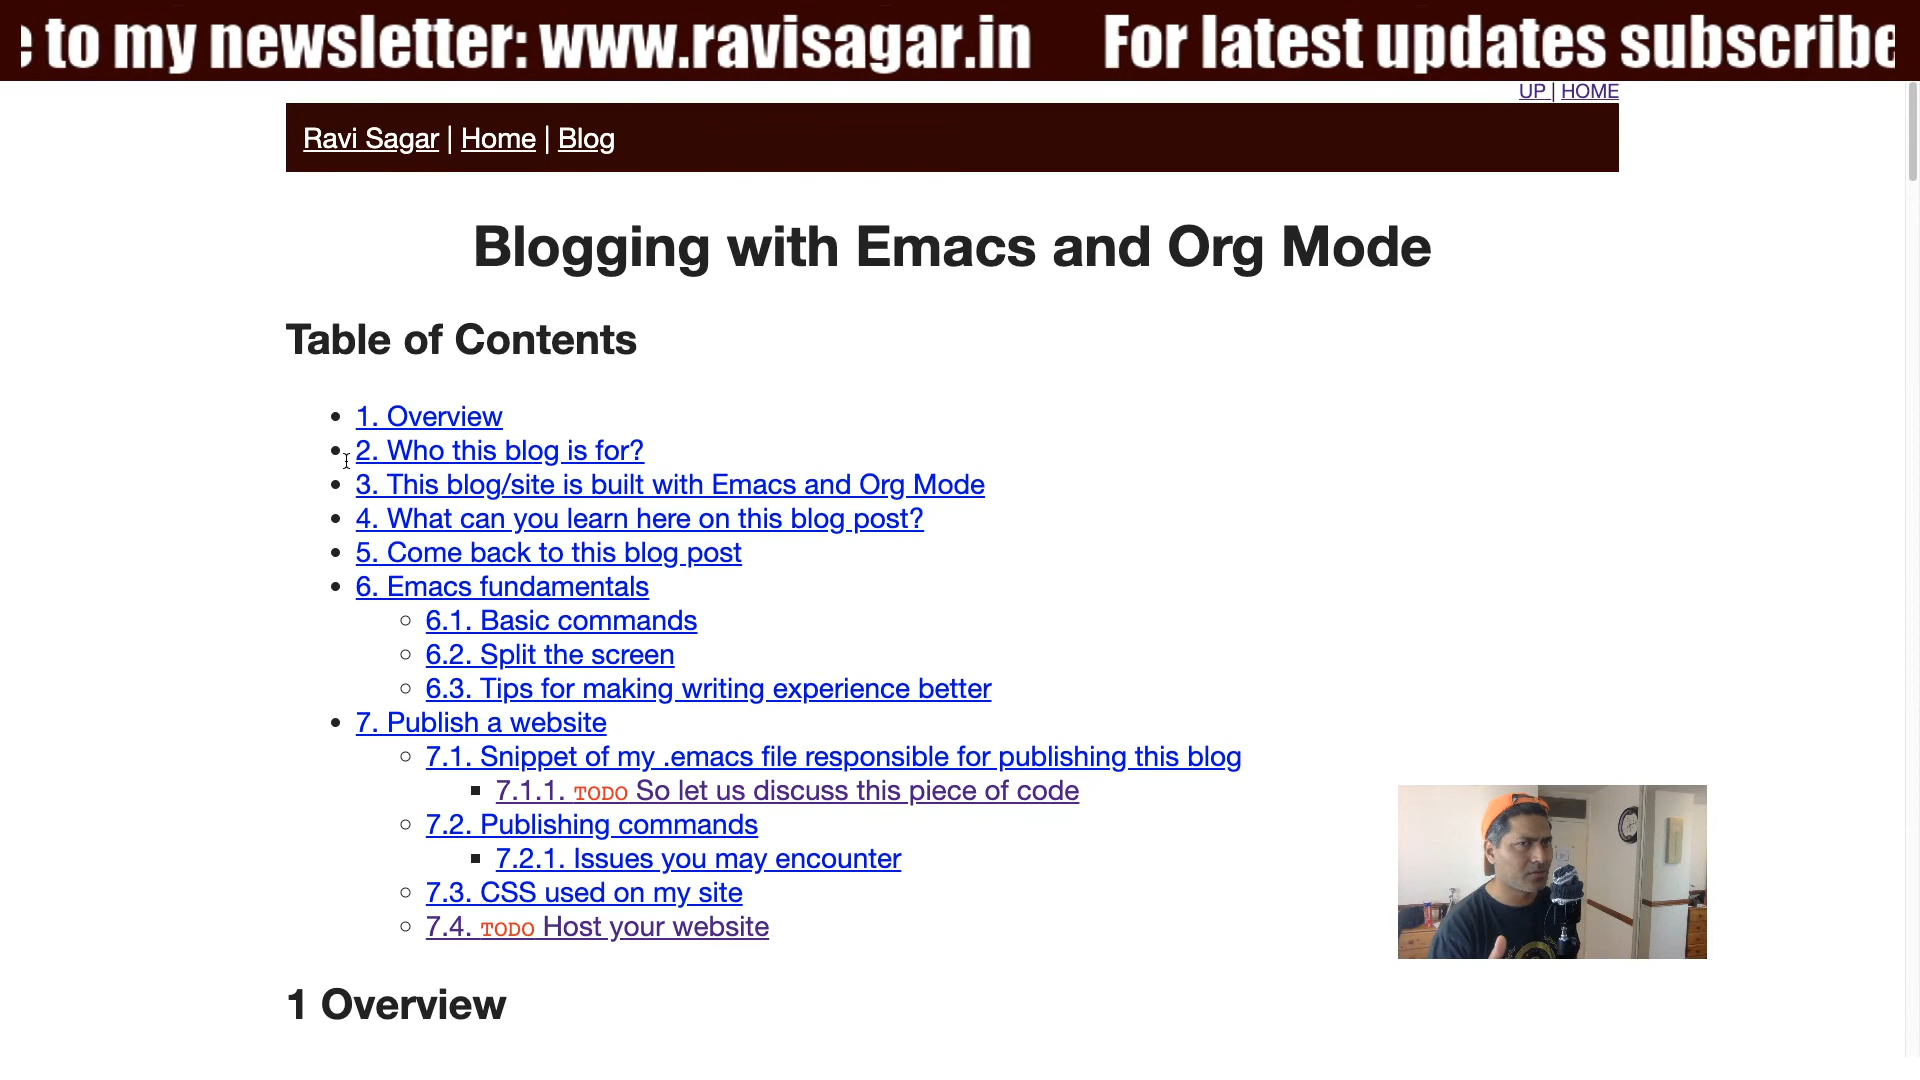 to my newsletter: www.ravisagar.in For latest updates subscribe
UP | HOME
Ravi Sagar | Home | Blog
Blogging with Emacs and Org Mode
Table of Contents
1. Overview
2. Who this blog is for?
3. This blog/site is built with Emacs and Org Mode
4. What can you learn here on this blog post?
5. Come back to this blog post
6. Emacs fundamentals
6.1. Basic commands
6.2. Split the screen
6.3. Tips for making writing experience better
7. Publish a website
7.1. Snippet of my .emacs file responsible for publishing this blog
7.1.1. TODO So let us discuss this piece of code
7.2. Publishing commands
7.2.1. Issues you may encounter
7.3. CSS used on my site
7.4. TODO Host your website
1 Overview